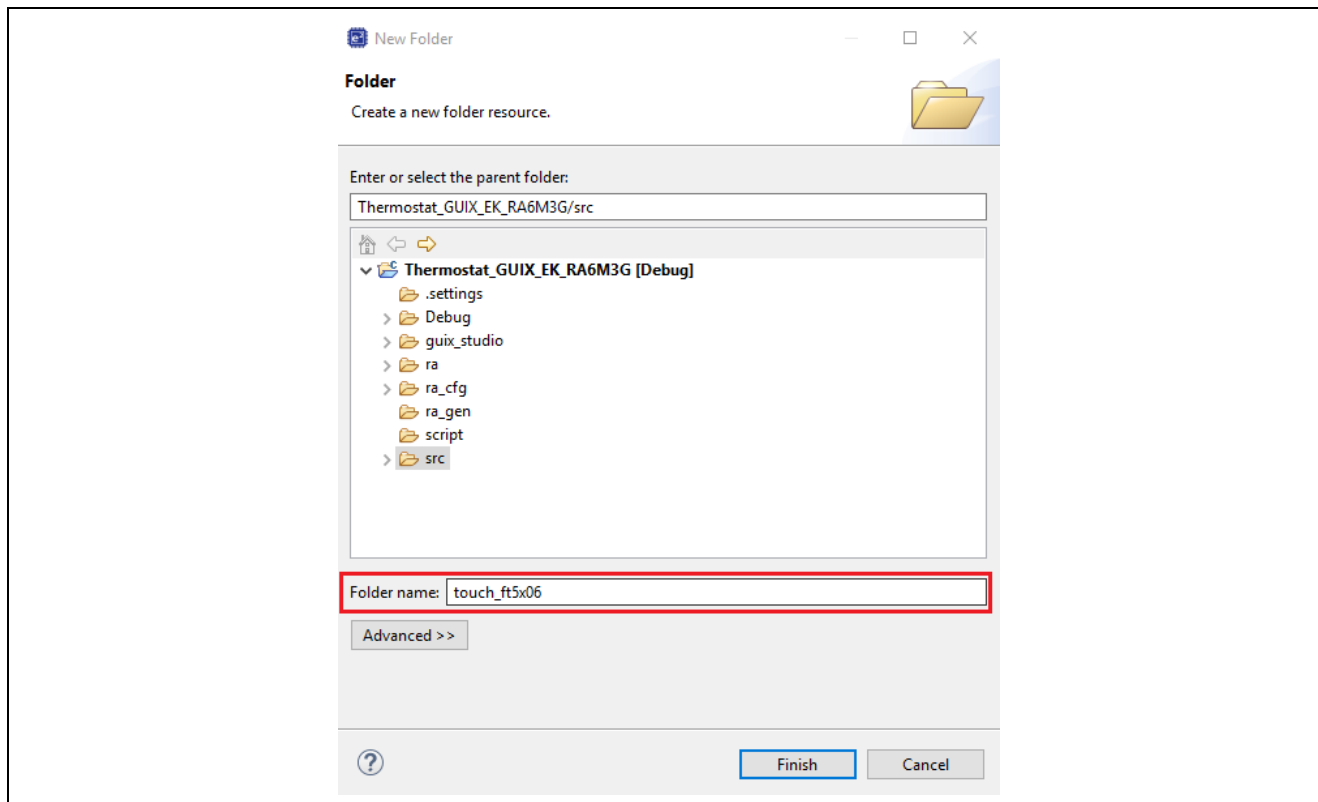 New Folder
Folder
Create a new folder resource.
Enter or select the parent folder:
Thermostat_GUIX_EK_RA6M3G/src
Thermostat_GUIX_EK_RA6M3G [Debug]
.settings
Debug
guix_studio
ra
ra_cfg
ra_gen
script
src
Folder name: touch_ft5x06
Advanced >>
Finish Cancel